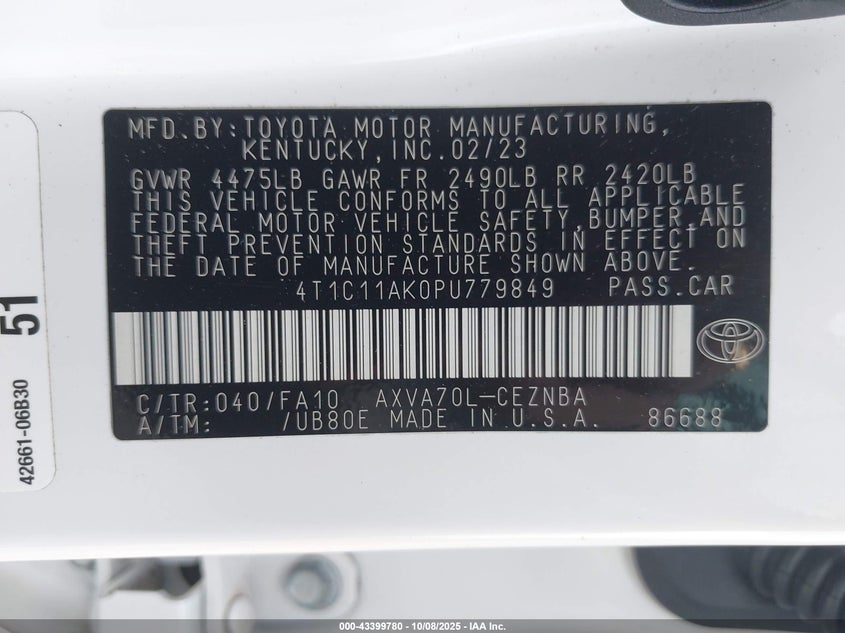 MFD.BY:TOYOTA MOTOR MANUFACTURING,
KENTUCKY,INC.02/23
GVWR 4475LB GAWR FR 2490LB RR 2420LB
THIS VEHICLE CONFORMS TO ALL APPLICABLE
FEDERAL MOTOR VEHICLE SAFETY,BUMPER,AND
THEFT PREVENTION STANDARDS IN EFFECT ON
THE DATE OF MANUFACTURE SHOWN ABOVE.
4T1C11AK0PU779849 PASS.CAR
C/TR:040/FA10 AXVA70L-CEZNBA
A/TM: /UB80E MADE IN U.S.A. 86688
51
42661-06B30
000-43399780 - 10/08/2025 - IAA Inc.